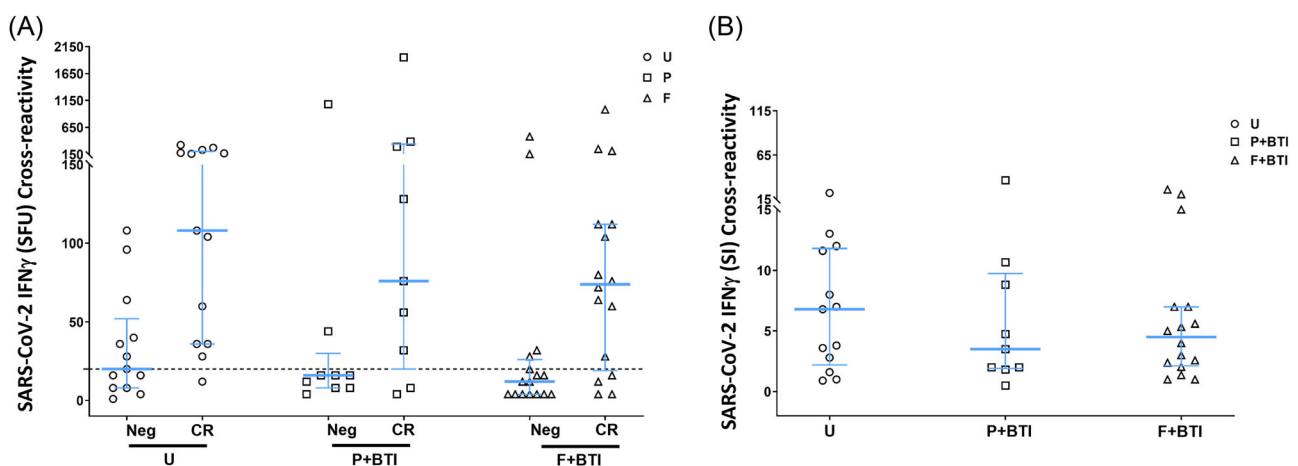 (A)
SARS-CoV-2 IFNγ (SFU) Cross-reactivity
2150
1650
1150
650
150
150
100
50
0
Neg CR Neg CR Neg CR
U P+BTI F+BTI
U
P
F
(B)
SARS-CoV-2 IFNγ (SI) Cross-reactivity
115
65
15
15
10
5
0
U P+BTI F+BTI
U
P+BTI
F+BTI